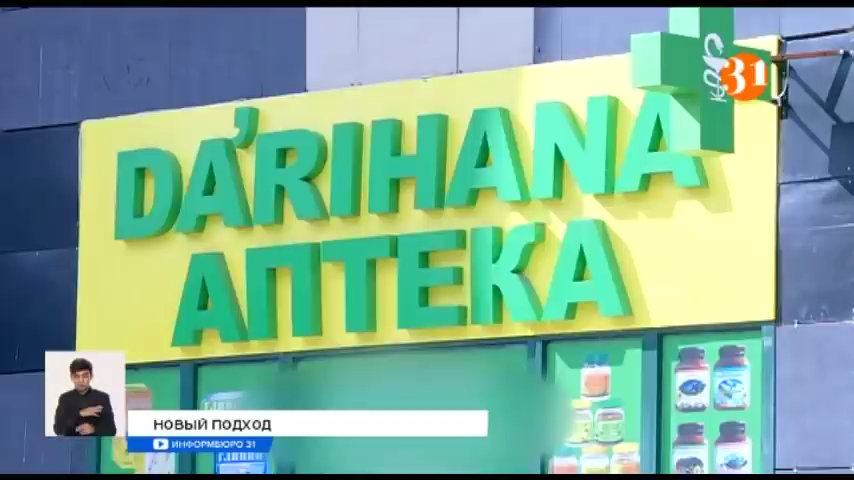 31
DA'RIHANA
АПТЕКА
НОВЫЙ ПОДХОД
ИНФОРМБЮРО 31